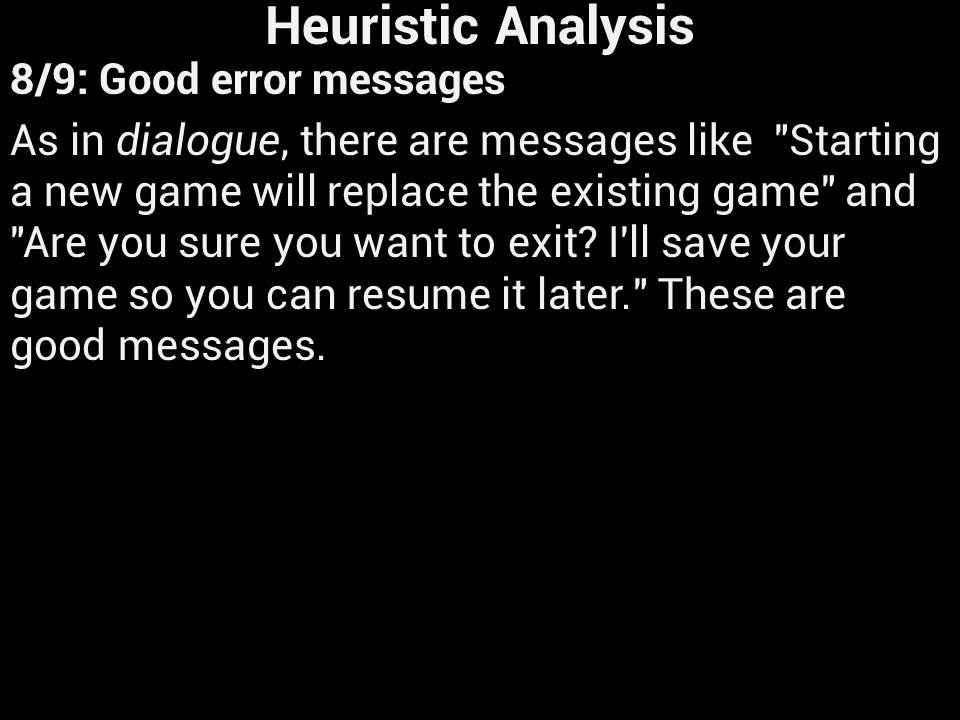 Heuristic Analysis
8/9: Good error messages
As in dialogue, there are messages like  "Starting
a new game will replace the existing game" and
"Are you sure you want to exit? I'll save your
game so you can resume it later." These are
good messages.